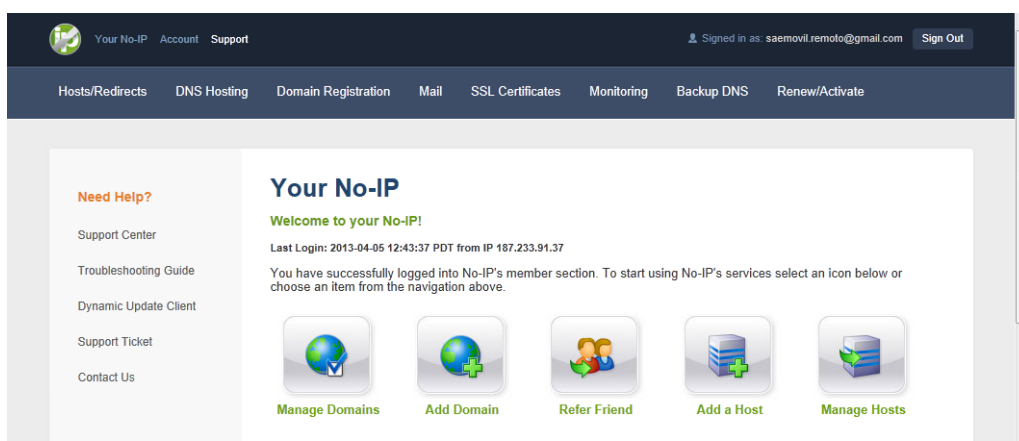 ip
Your No-IP Account Support
Signed in as: saemovil.remoto@gmail.com Sign Out
Hosts/Redirects DNS Hosting Domain Registration Mail SSL Certificates Monitoring Backup DNS Renew/Activate
Need Help?
Support Center
Troubleshooting Guide
Dynamic Update Client
Support Ticket
Contact Us
Your No-IP
Welcome to your No-IP!
Last Login: 2013-04-05 12:43:37 PDT from IP 187.233.91.37
You have successfully logged into No-IP's member section. To start using No-IP's services select an icon below or
choose an item from the navigation above.
Manage Domains Add Domain Refer Friend Add a Host Manage Hosts